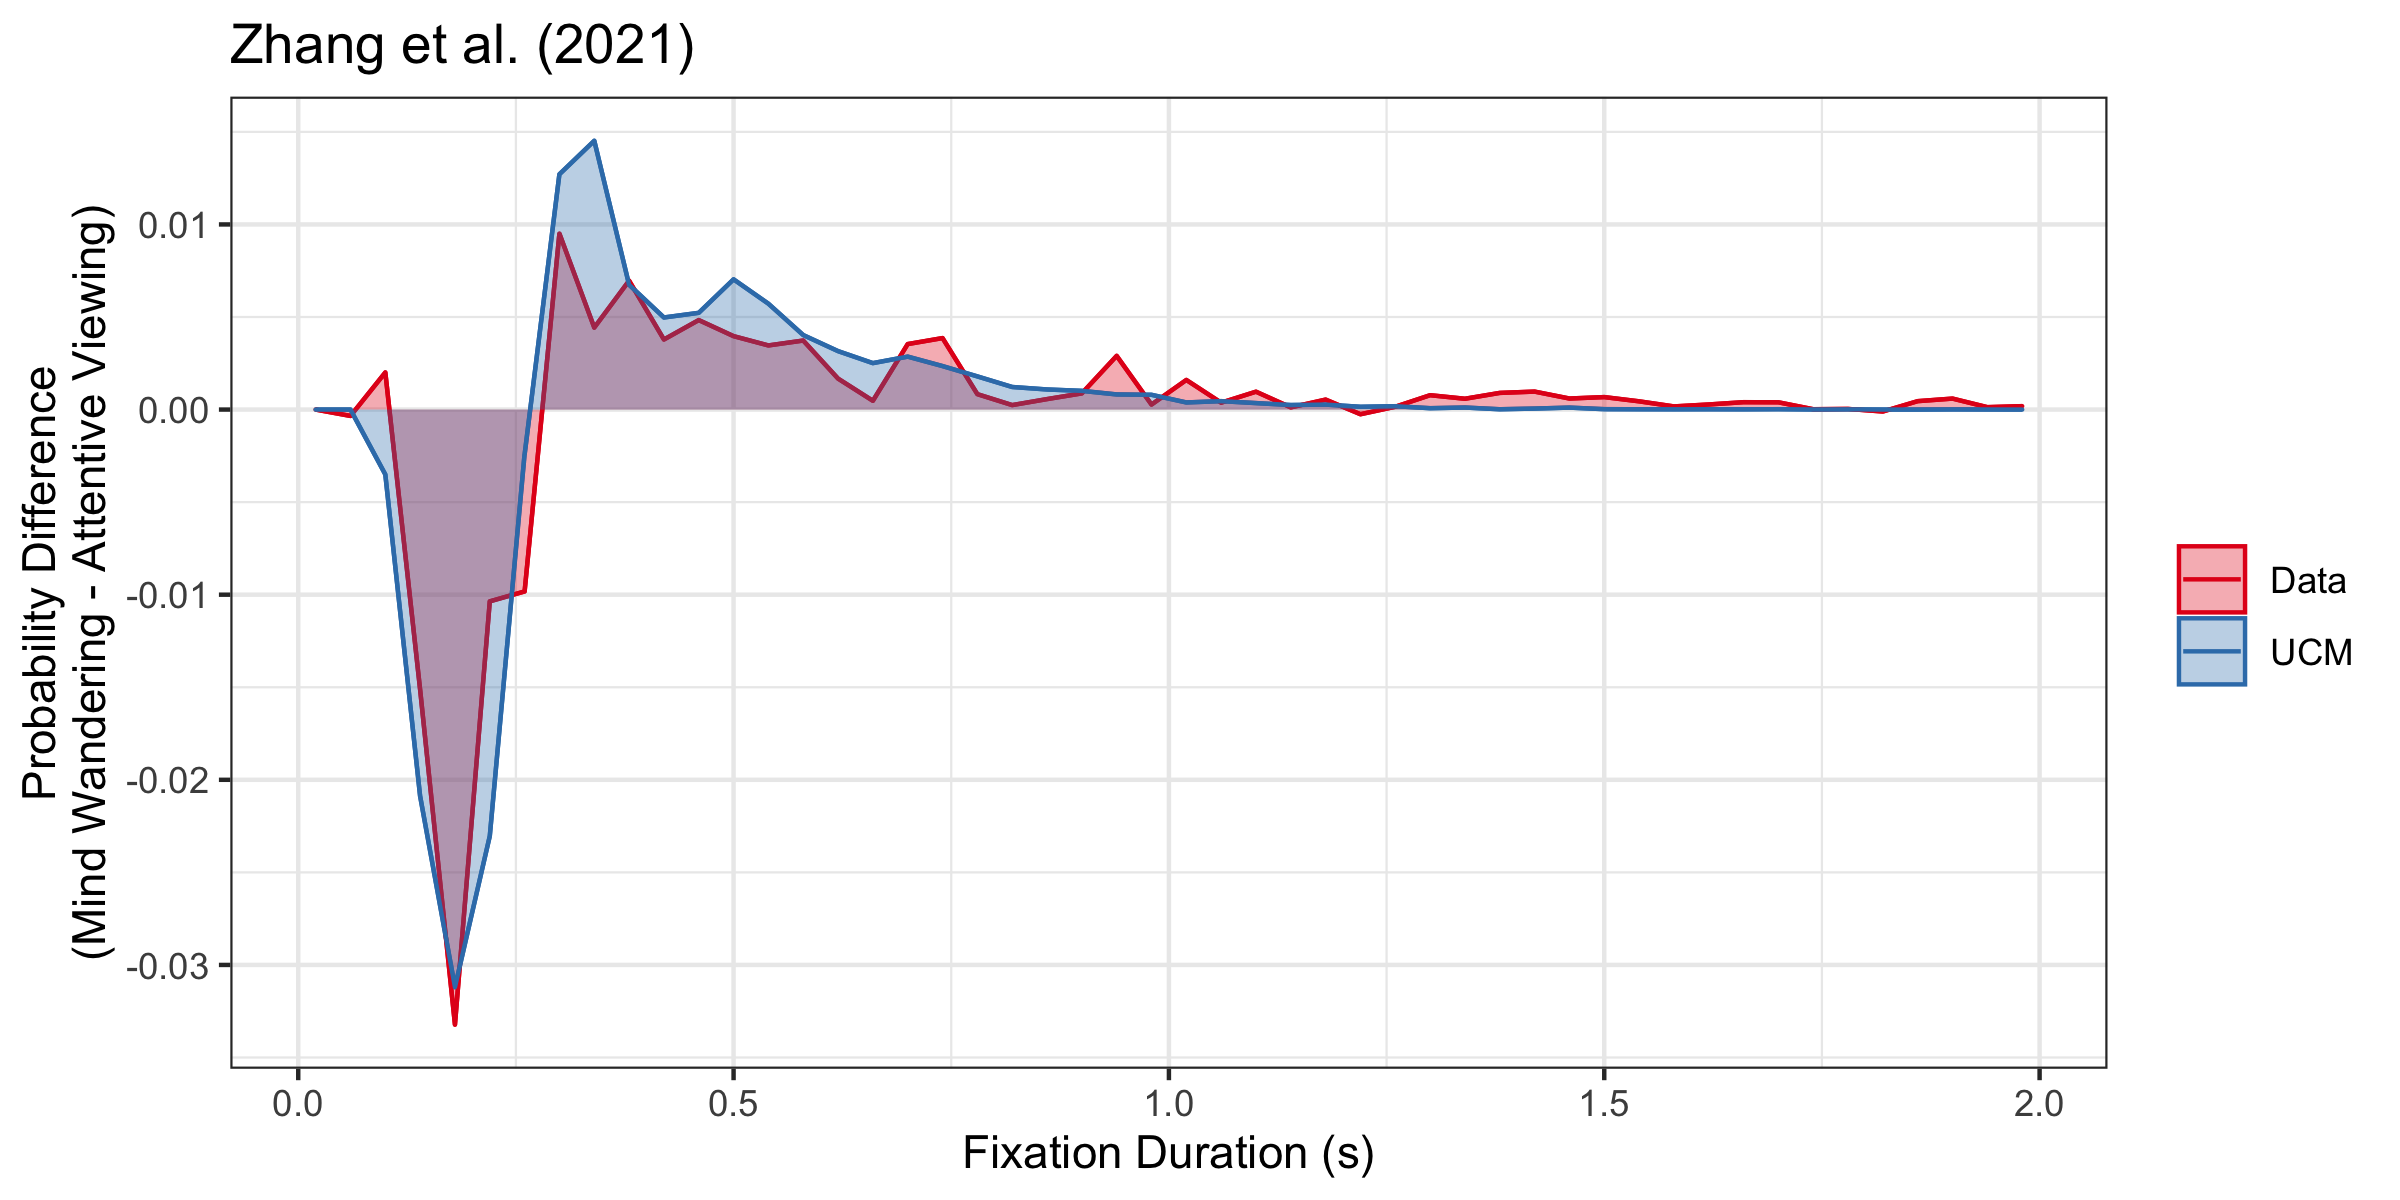 Zhang et al. (2021)
Probability Difference
(Mind Wandering - Attentive Viewing)
0.01
0.00
-0.01
-0.02
-0.03
0.0
0.5
1.0
1.5
2.0
Fixation Duration (s)
Data
UCM